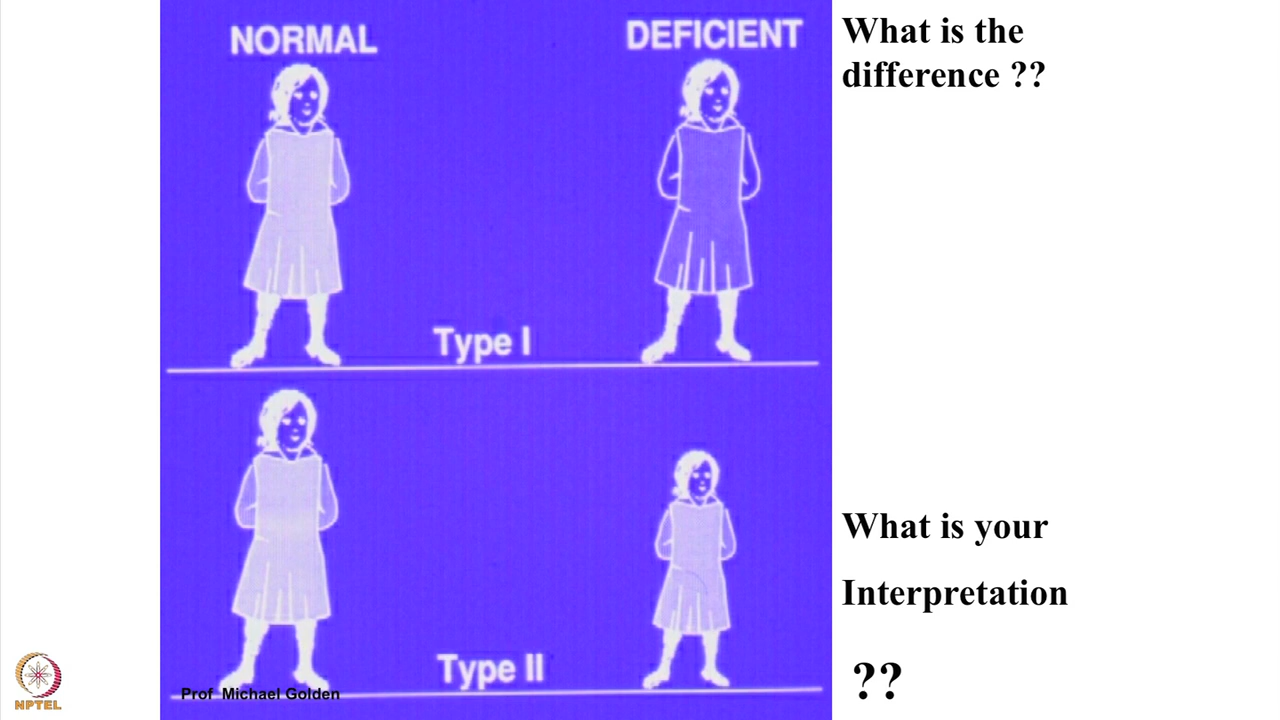 NORMAL
DEFICIENT
Type I
Type II
Prof Michael Golden
What is the
difference ??
What is your
Interpretation
??
NPTEL